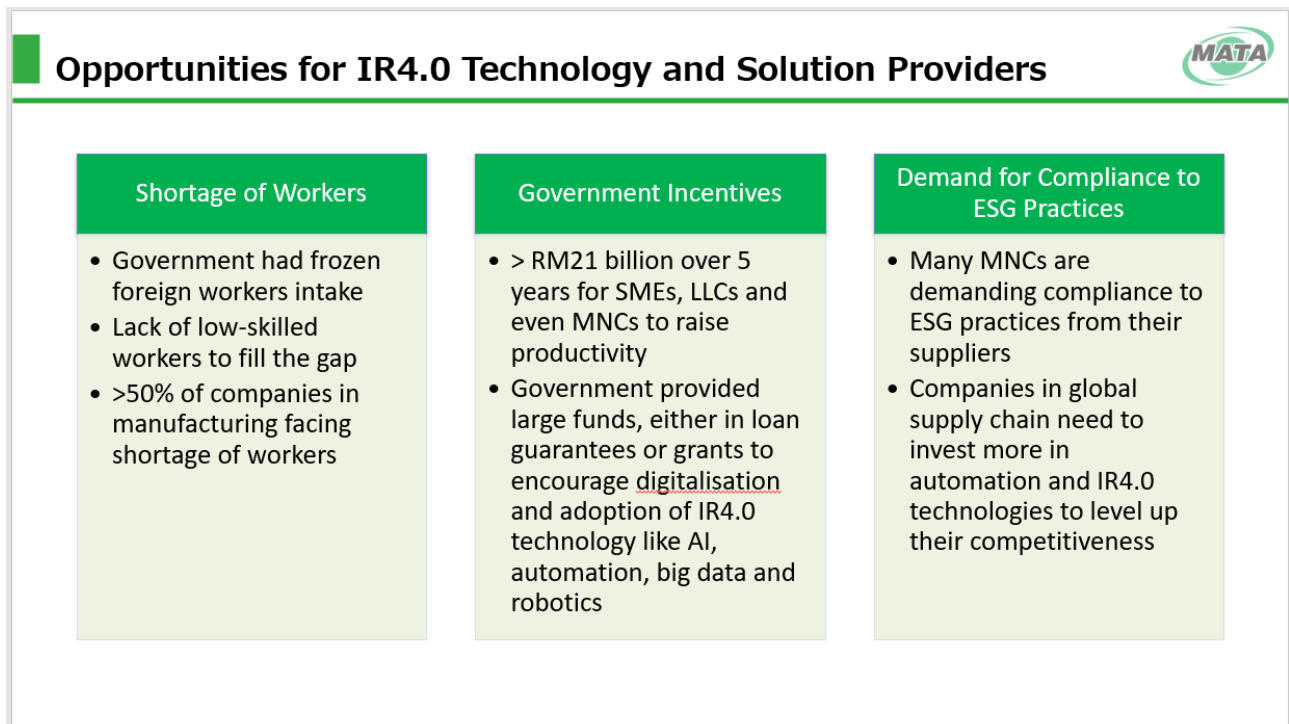 Opportunities for IR4.0 Technology and Solution Providers
MATA
Shortage of Workers
• Government had frozen
foreign workers intake
• Lack of low-skilled
workers to fill the gap
• >50% of companies in
manufacturing facing
shortage of workers
Government Incentives
• > RM21 billion over 5
years for SMEs, LLCs and
even MNCs to raise
productivity
• Government provided
large funds, either in loan
guarantees or grants to
encourage digitalisation
and adoption of IR4.0
technology like AI,
automation, big data and
robotics
Demand for Compliance to
ESG Practices
• Many MNCs are
demanding compliance to
ESG practices from their
suppliers
• Companies in global
supply chain need to
invest more in
automation and IR4.0
technologies to level up
their competitiveness